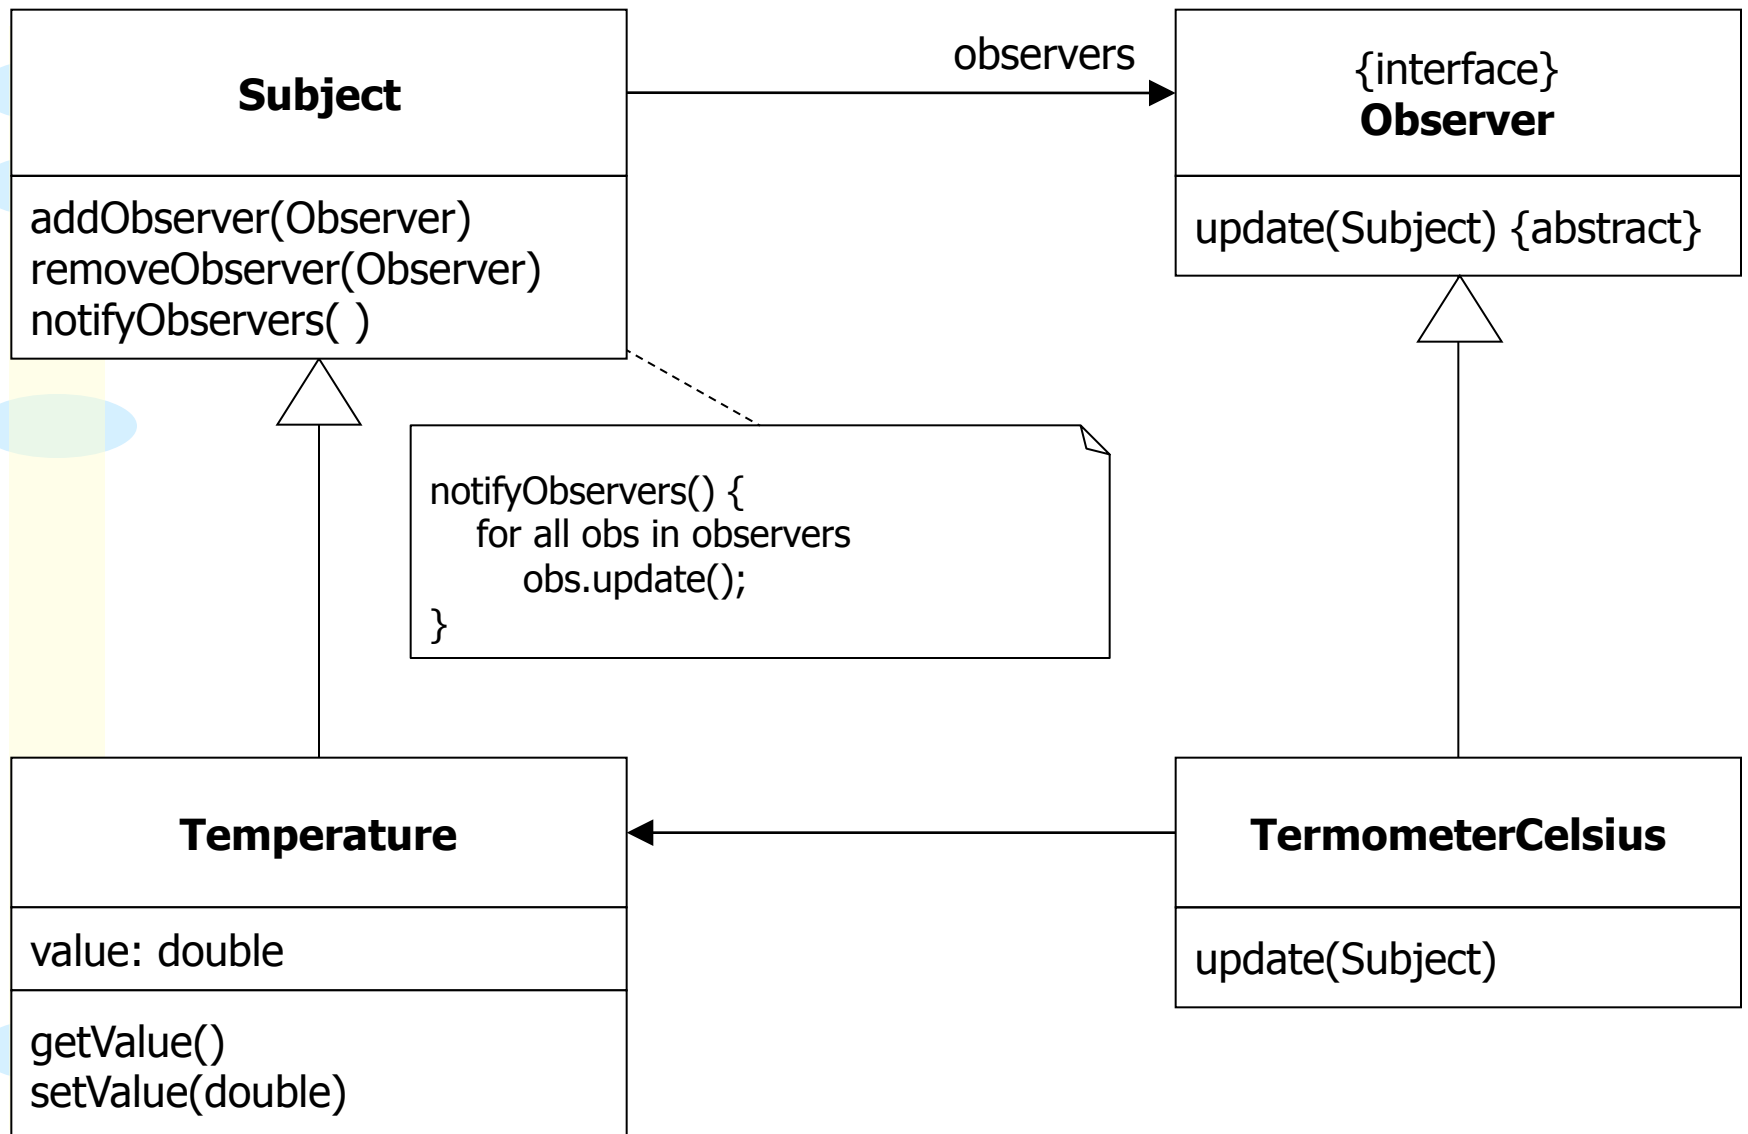 Subject
addObserver(Observer)
removeObserver(Observer)
notifyObservers( )
observers
{interface}
Observer
update(Subject) {abstract}
notifyObservers() {
for all obs in observers
obs.update();
}
Temperature
value: double
getValue()
setValue(double)
TermometerCelsius
update(Subject)